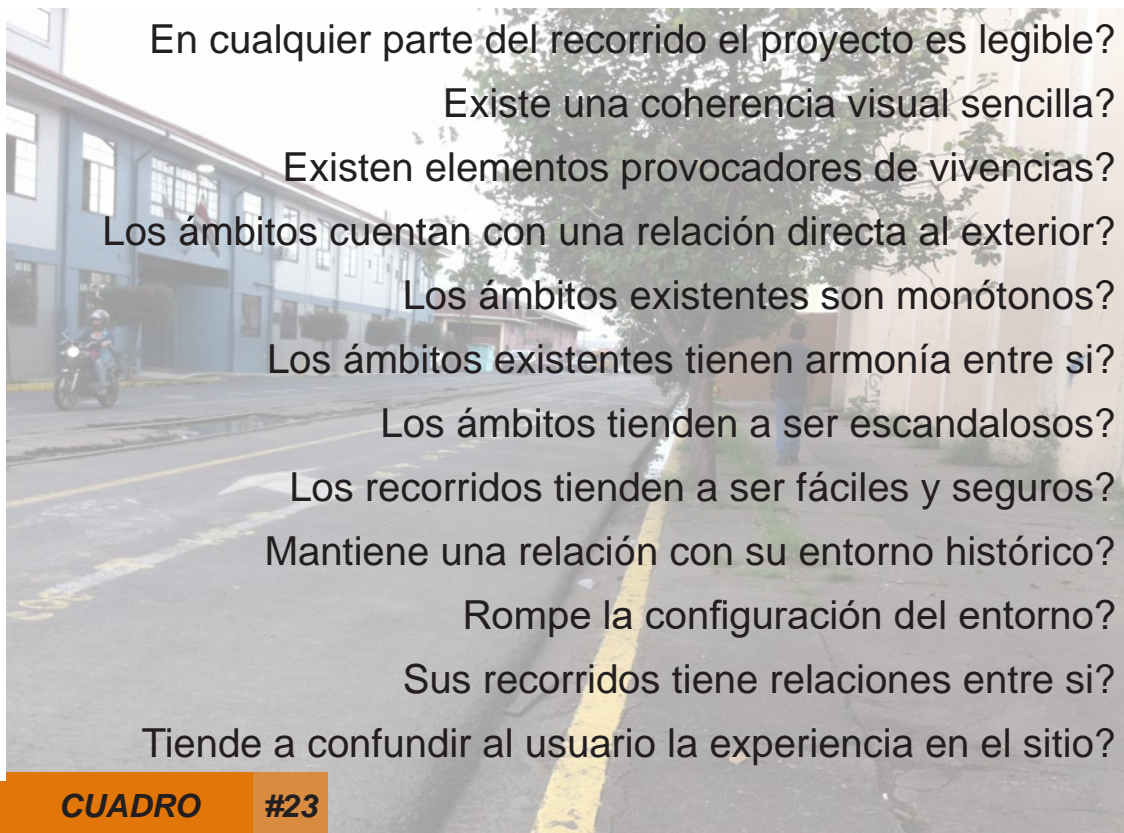 En cualquier parte del recorrido el proyecto es legible?
Existe una coherencia visual sencilla?
Existen elementos provocadores de vivencias?
Los ámbitos cuentan con una relación directa al exterior?
Los ámbitos existentes son monótonos?
Los ámbitos existentes tienen armonía entre si?
Los ámbitos tienden a ser escandalosos?
Los recorridos tienden a ser fáciles y seguros?
Mantiene una relación con su entorno histórico?
Rompe la configuración del entorno?
Sus recorridos tiene relaciones entre si?
Tiende a confundir al usuario la experiencia en el sitio?
CUADRO #23